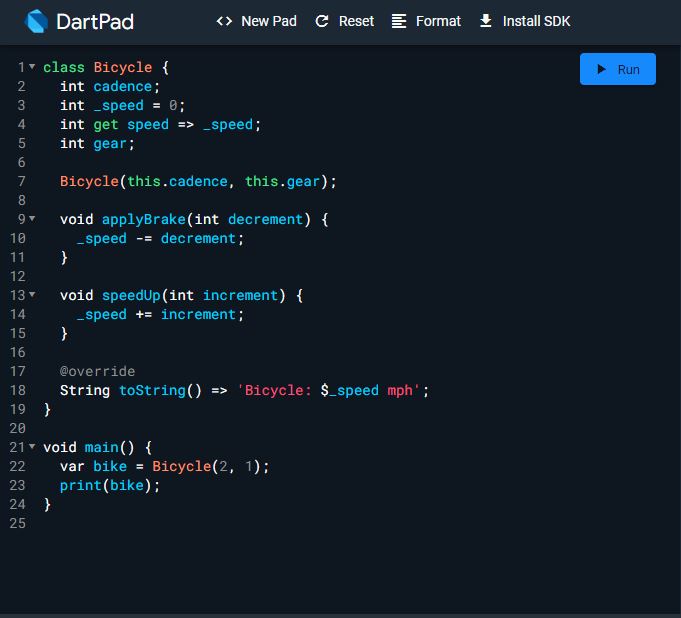 DartPad
<> New Pad Reset Format Install SDK
Run
1 class Bicycle {
2   int cadence;
3   int _speed = 0;
4   int get speed => _speed;
5   int gear;
6
7   Bicycle(this.cadence, this.gear);
8
9   void applyBrake(int decrement) {
10     _speed -= decrement;
11   }
12
13   void speedUp(int increment) {
14     _speed += increment;
15   }
16
17   @override
18   String toString() => 'Bicycle: $_speed mph';
19 }
20
21 void main() {
22   var bike = Bicycle(2, 1);
23   print(bike);
24 }
25